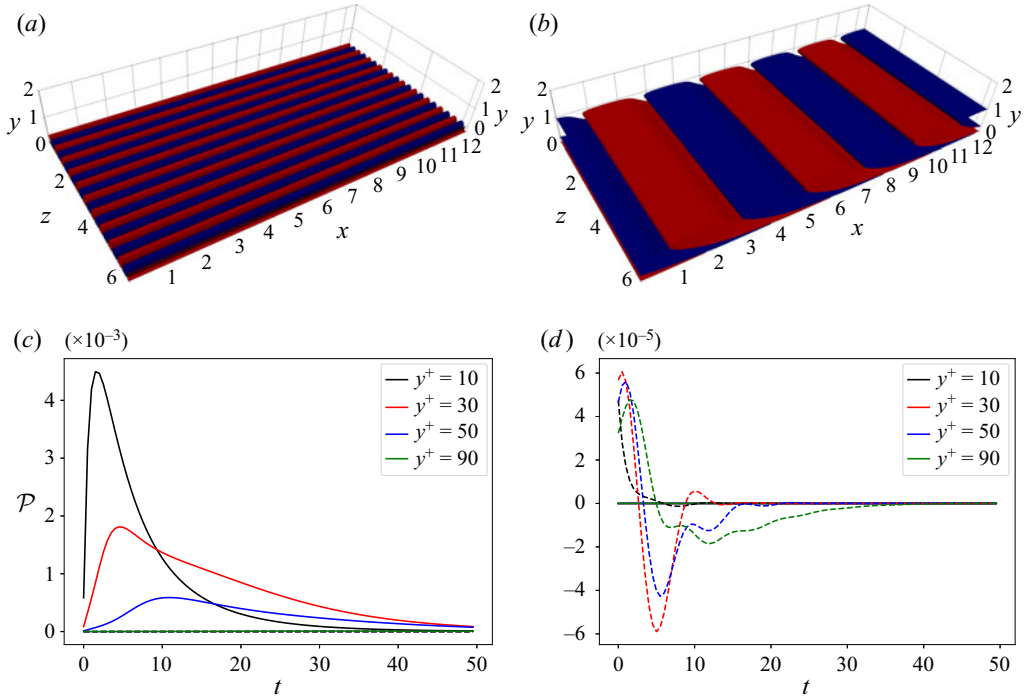 (a)
2
1
0
y
2
4
6
z
1
2
3
4
5
6
7
8
9
10
11
12
x
2
1
0
y
(b)
2
1
0
y
2
4
6
z
1
2
3
4
5
6
7
8
9
10
11
12
x
2
1
0
y
(c) (×10⁻³)
4
3
2
1
0
𝒫
0 10 20 30 40 50
t
y⁺ = 10
y⁺ = 30
y⁺ = 50
y⁺ = 90
(d) (×10⁻⁵)
6
4
2
0
−2
−4
−6
0 10 20 30 40 50
t
y⁺ = 10
y⁺ = 30
y⁺ = 50
y⁺ = 90